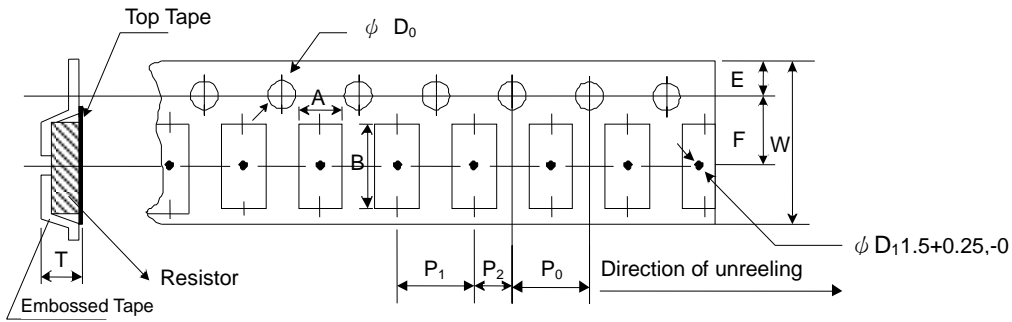 Top Tape
ϕ D₀
E
A
F
W
B
ϕ D₁ 1.5+0.25,-0
T
P₁
P₂
P₀
Direction of unreeling
Resistor
Embossed Tape